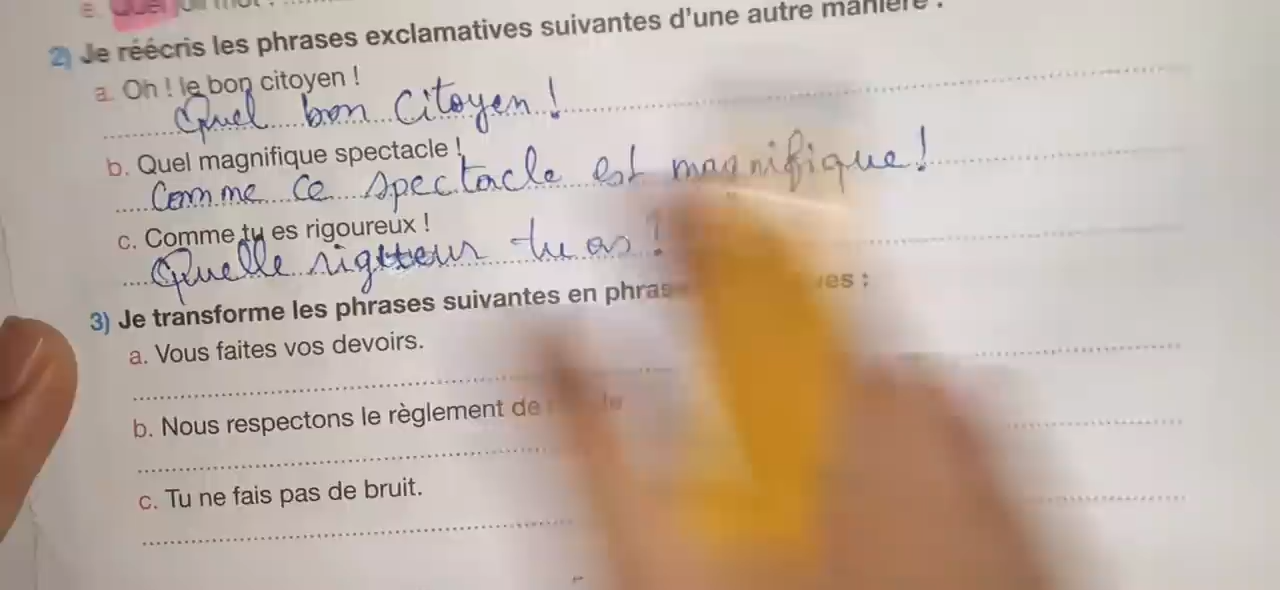 2) Je réécris les phrases exclamatives suivantes d'une autre manière :
a. Oh ! le bon citoyen !
Quel bon citoyen !
b. Quel magnifique spectacle !
Comme ce spectacle est magnifique !
c. Comme tu es rigoureux !
Quelle rigueur tu as !
3) Je transforme les phrases suivantes en
a. Vous faites vos devoirs.
b. Nous respectons le règlement de
c. Tu ne fais pas de bruit.